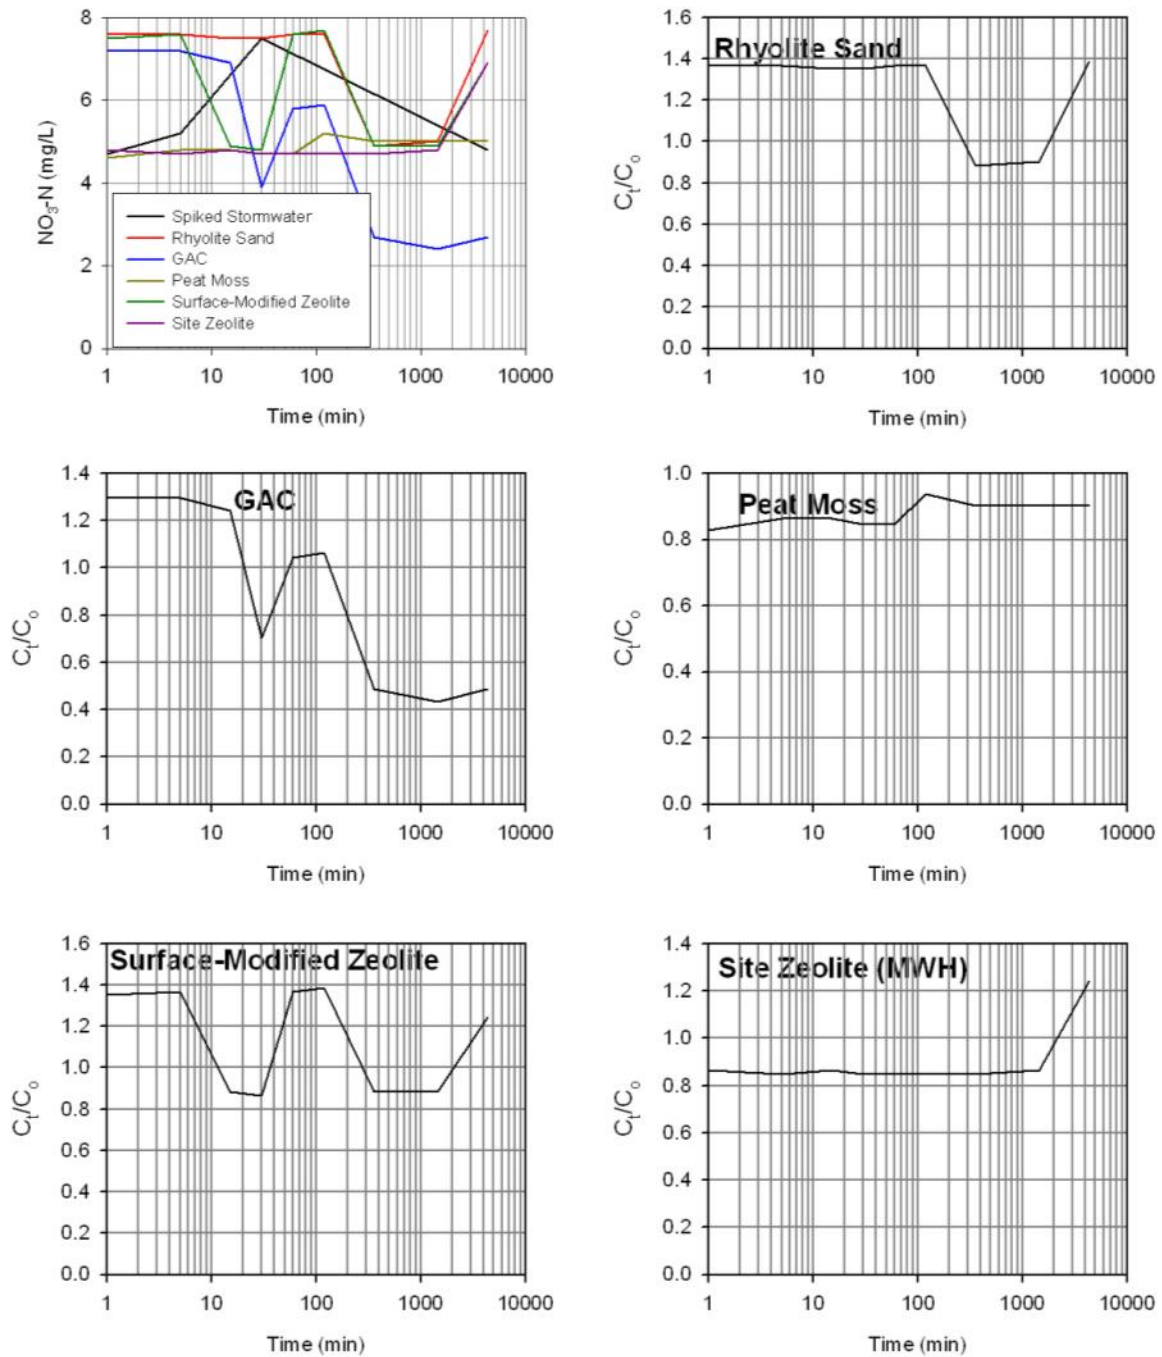 8
6
4
2
0
NO3-N (mg/L)
Spiked Stormwater
Rhyolite Sand
GAC
Peat Moss
Surface-Modified Zeolite
Site Zeolite
1 10 100 1000 10000
Time (min)
1.6
1.4
1.2
1.0
0.8
0.6
0.4
0.2
0.0
Ct/Co
Rhyolite Sand
1 10 100 1000 10000
Time (min)
1.4
1.2
1.0
0.8
0.6
0.4
0.2
0.0
Ct/Co
GAC
1 10 100 1000 10000
Time (min)
1.0
0.8
0.6
0.4
0.2
0.0
Ct/Co
Peat Moss
1 10 100 1000 10000
Time (min)
1.6
1.4
1.2
1.0
0.8
0.6
0.4
0.2
0.0
Ct/Co
Surface-Modified Zeolite
1 10 100 1000 10000
Time (min)
1.4
1.2
1.0
0.8
0.6
0.4
0.2
0.0
Ct/Co
Site Zeolite (MWH)
1 10 100 1000 10000
Time (min)